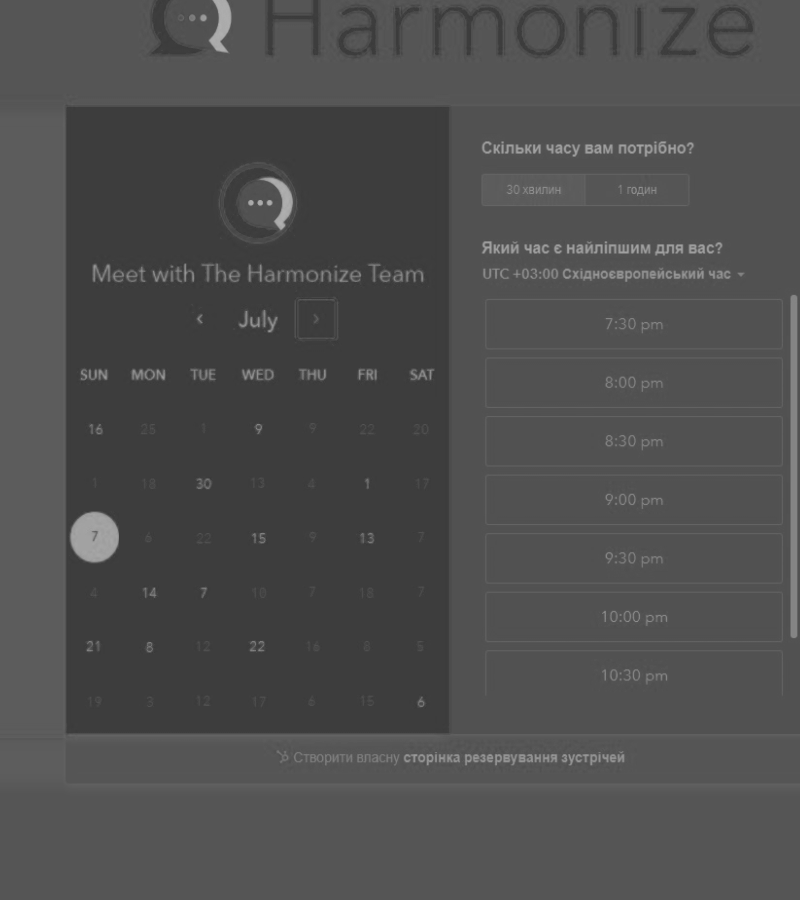 Harmonize
Meet with The Harmonize Team
July
SUN MON TUE WED THU FRI SAT
16 25 1 9 9 22 20
1 18 30 13 4 1 17
7 6 22 15 9 13 7
4 14 7 10 7 18 7
21 8 12 22 16 8 5
19 3 12 17 6 15 6
Скільки часу вам потрібно?
30 хвилин 1 годин
Який час є найліпшим для вас?
UTC +03:00 Східноєвропейський час
7:30 pm
8:00 pm
8:30 pm
9:00 pm
9:30 pm
10:00 pm
10:30 pm
Створити власну сторінка резервування зустрічей